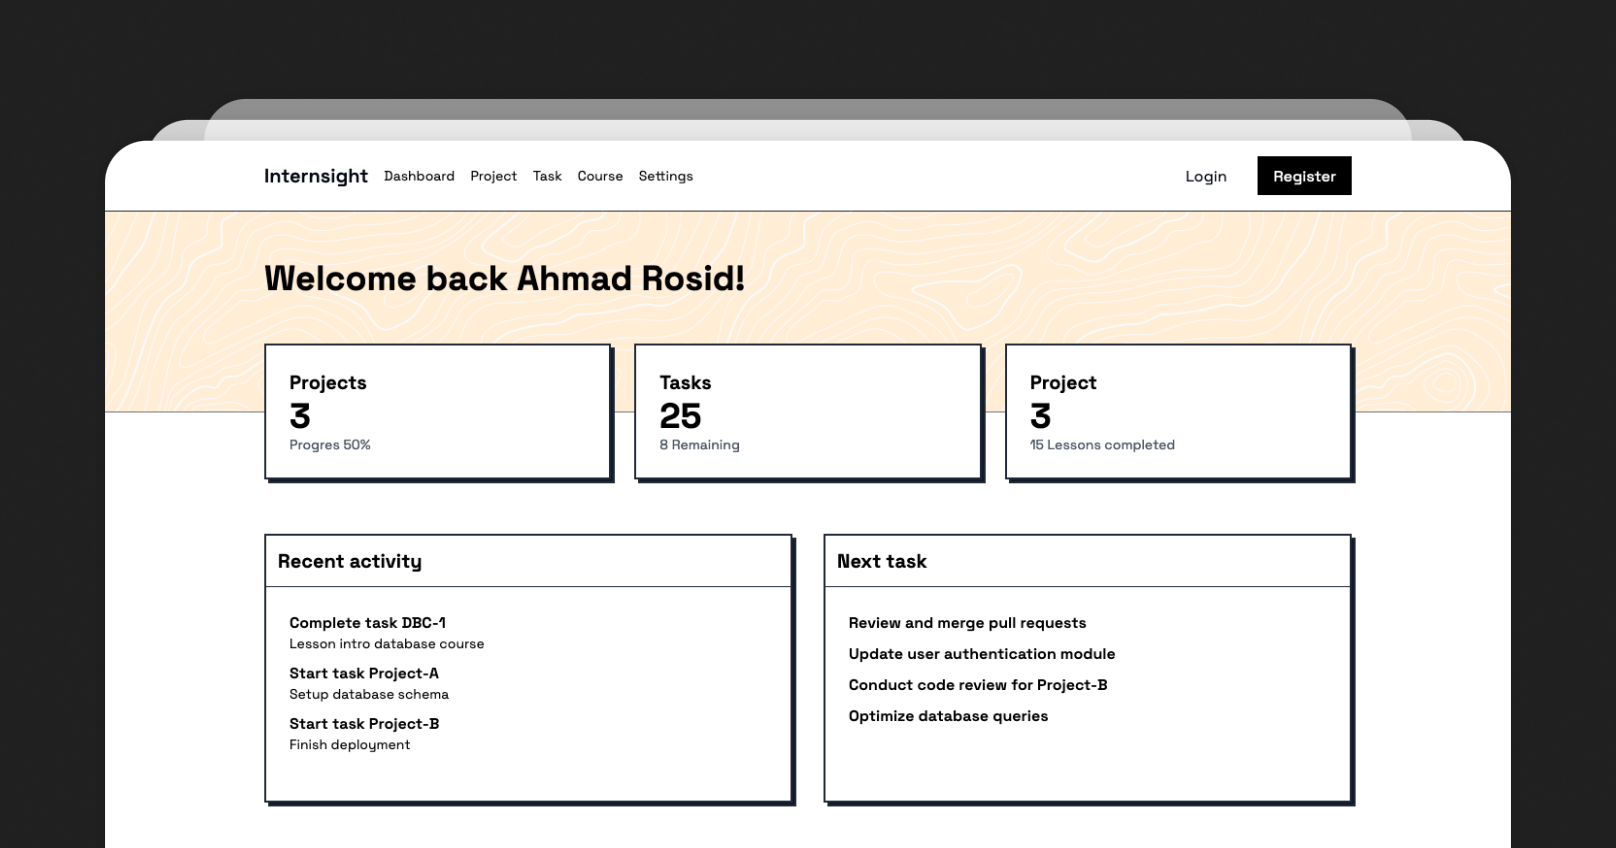 Internsight Dashboard Project Task Course Settings Login Register
Welcome back Ahmad Rosid!
Projects
3
Progres 50%
Tasks
25
8 Remaining
Project
3
15 Lessons completed
Recent activity
Complete task DBC-1
Lesson intro database course
Start task Project-A
Setup database schema
Start task Project-B
Finish deployment
Next task
Review and merge pull requests
Update user authentication module
Conduct code review for Project-B
Optimize database queries